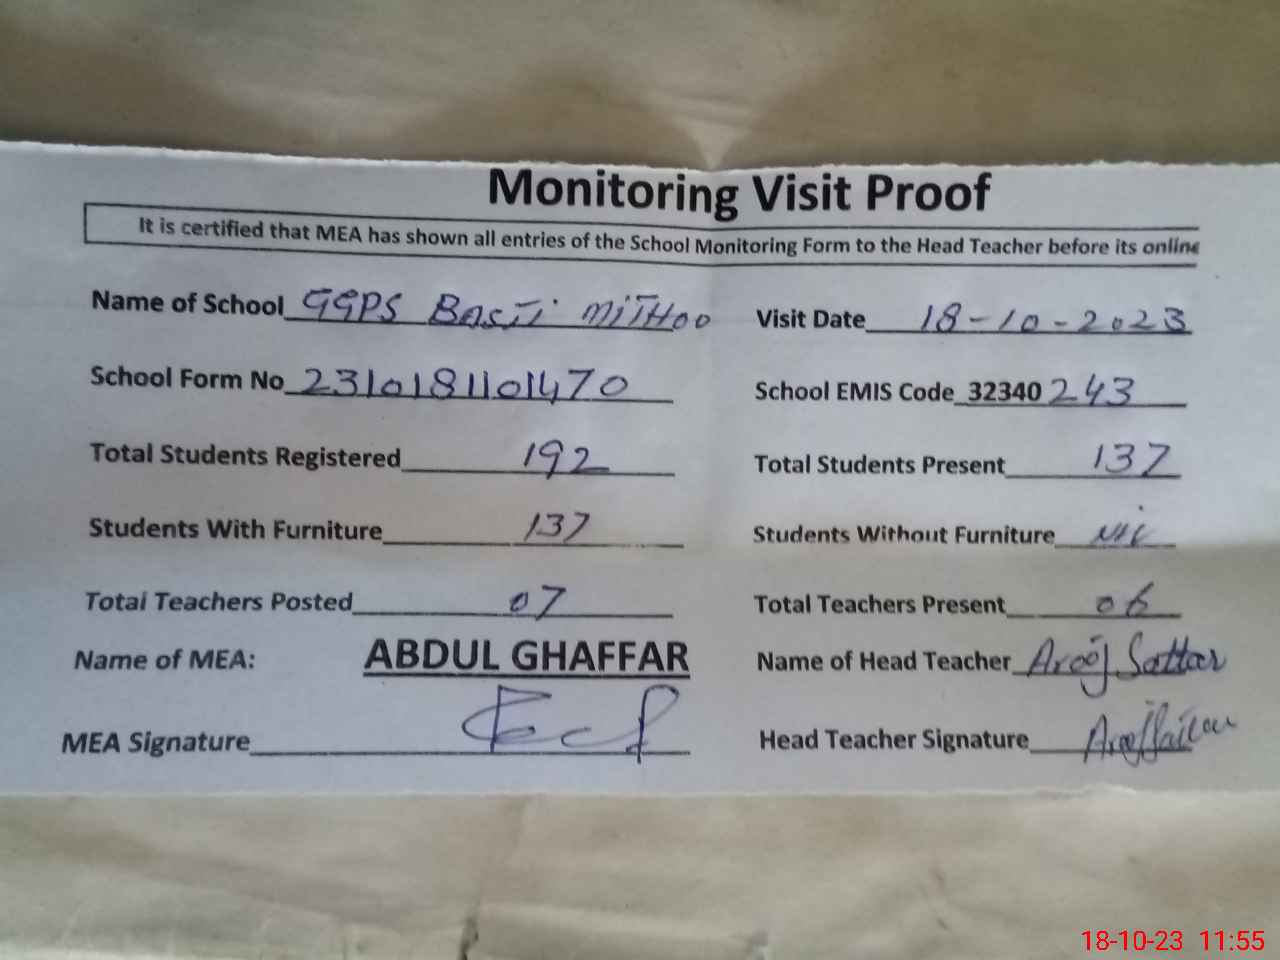 Monitoring Visit Proof
It is certified that MEA has shown all entries of the School Monitoring Form to the Head Teacher before its online
Name of School GGPS Basti MITHOO Visit Date 18-10-2023
School Form No 2310181101470 School EMIS Code 32340243
Total Students Registered 192 Total Students Present 137
Students With Furniture 137 Students Without Furniture Nil
Total Teachers Posted 07 Total Teachers Present 06
Name of MEA: ABDUL GHAFFAR Name of Head Teacher Arooj Sattar
MEA Signature Head Teacher Signature
18-10-23 11:55